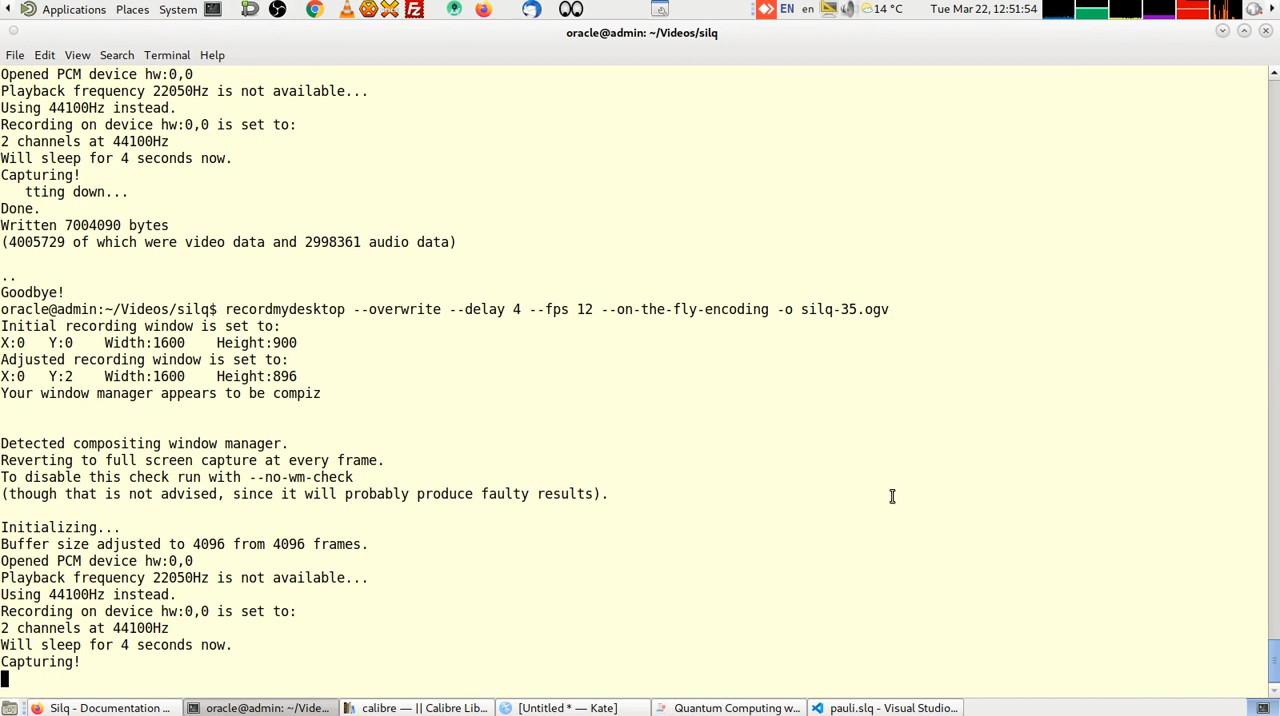 Applications Places System EN en 14 °C Tue Mar 22, 12:51:54
oracle@admin: ~/Videos/silq
File Edit View Search Terminal Help
Opened PCM device hw:0,0
Playback frequency 22050Hz is not available...
Using 44100Hz instead.
Recording on device hw:0,0 is set to:
2 channels at 44100Hz
Will sleep for 4 seconds now.
Capturing!
   tting down...
Done.
Written 7004090 bytes
(4005729 of which were video data and 2998361 audio data)
..
Goodbye!
oracle@admin:~/Videos/silq$ recordmydesktop --overwrite --delay 4 --fps 12 --on-the-fly-encoding -o silq-35.ogv
Initial recording window is set to:
X:0   Y:0    Width:1600    Height:900
Adjusted recording window is set to:
X:0   Y:2    Width:1600    Height:896
Your window manager appears to be compiz
Detected compositing window manager.
Reverting to full screen capture at every frame.
To disable this check run with --no-wm-check
(though that is not advised, since it will probably produce faulty results).
Initializing...
Buffer size adjusted to 4096 from 4096 frames.
Opened PCM device hw:0,0
Playback frequency 22050Hz is not available...
Using 44100Hz instead.
Recording on device hw:0,0 is set to:
2 channels at 44100Hz
Will sleep for 4 seconds now.
Capturing!
Silq - Documentation ... oracle@admin: ~/Vide... calibre — || Calibre Lib... [Untitled * — Kate] Quantum Computing w... pauli.slq - Visual Studio...